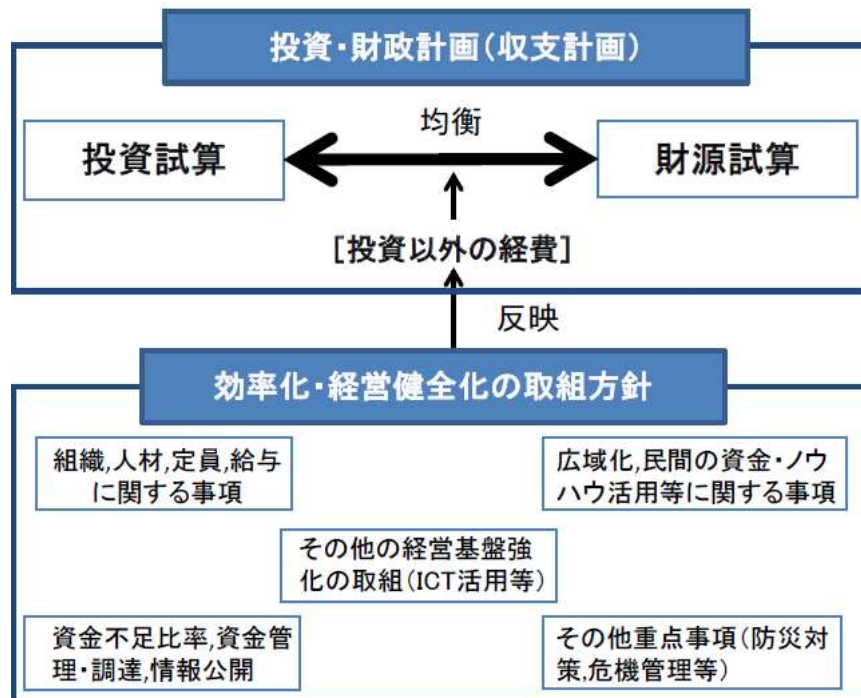 投資・財政計画（収支計画）
均衡
投資試算
財源試算
［投資以外の経費］
反映
効率化・経営健全化の取組方針
組織,人材,定員,給与
に関する事項
広域化,民間の資金・ノウ
ハウ活用等に関する事項
その他の経営基盤強
化の取組（ICT活用等）
資金不足比率,資金管
理・調達,情報公開
その他重点事項（防災対
策,危機管理等）